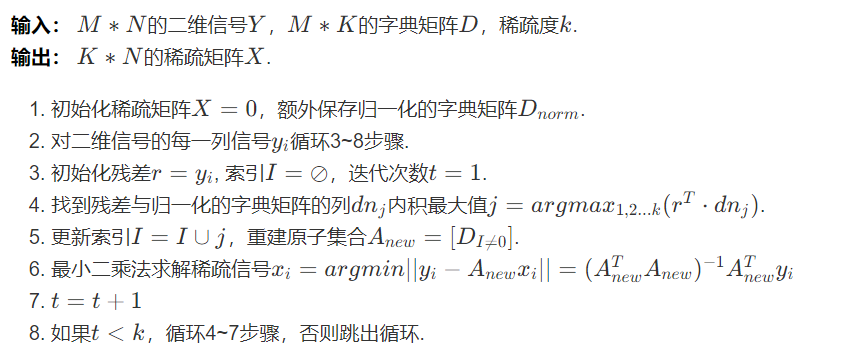 输入： $M * N$的二维信号$Y$，$M * K$的字典矩阵$D$，稀疏度$k$.
输出： $K * N$的稀疏矩阵$X$.
1. 初始化稀疏矩阵$X = 0$，额外保存归一化的字典矩阵$D_{norm}$.
2. 对二维信号的每一列信号$y_i$循环3~8步骤.
3. 初始化残差$r = y_i$, 索引$I = \varnothing$，迭代次数$t = 1$.
4. 找到残差与归一化的字典矩阵的列$dn_j$内积最大值$j = argmax_{1,2...k}(r^T \cdot dn_j)$.
5. 更新索引$I = I \cup j$，重建原子集合$A_{new} = [D_{I \neq 0}]$.
6. 最小二乘法求解稀疏信号$x_i = argmin||y_i - A_{new}x_i|| = (A_{new}^T A_{new})^{-1} A_{new}^T y_i$
7. $t = t + 1$
8. 如果$t < k$，循环4~7步骤，否则跳出循环.